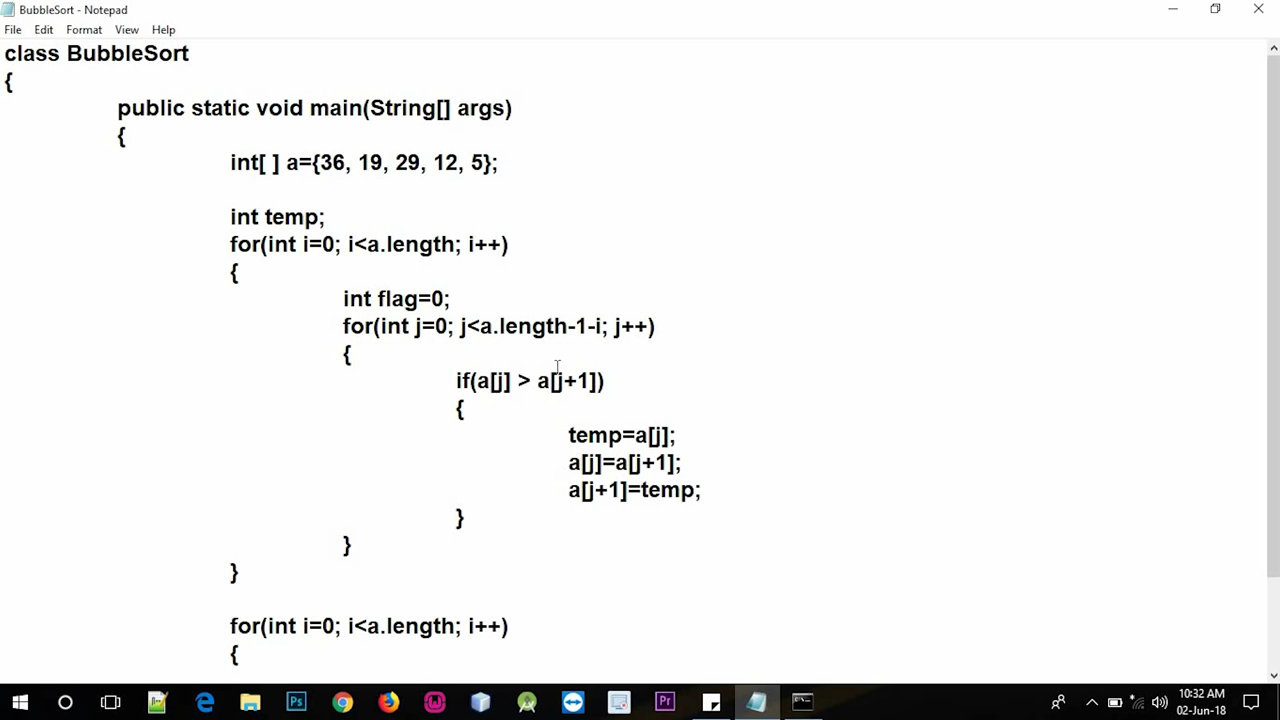 BubbleSort - Notepad
File Edit Format View Help
class BubbleSort
{
public static void main(String[] args)
{
int[ ] a={36, 19, 29, 12, 5};
int temp;
for(int i=0; i<a.length; i++)
{
int flag=0;
for(int j=0; j<a.length-1-i; j++)
{
if(a[j] > a[j+1])
{
temp=a[j];
a[j]=a[j+1];
a[j+1]=temp;
}
}
}
for(int i=0; i<a.length; i++)
{
Ps
Pr
10:32 AM
02-Jun-18